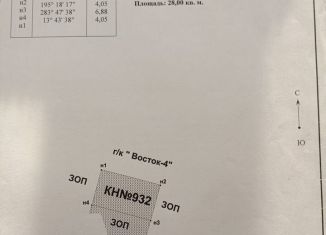 н2 195° 18' 17" 4,05
Площадь: 28,00 кв. м.
н3 283° 47' 38" 6,88
н4 13° 43' 38" 4,05
н1
С
Ю
г/к " Восток-4"
н1
ЗОП
н2
КН№932
н4
ЗОП
ЗОП
н3